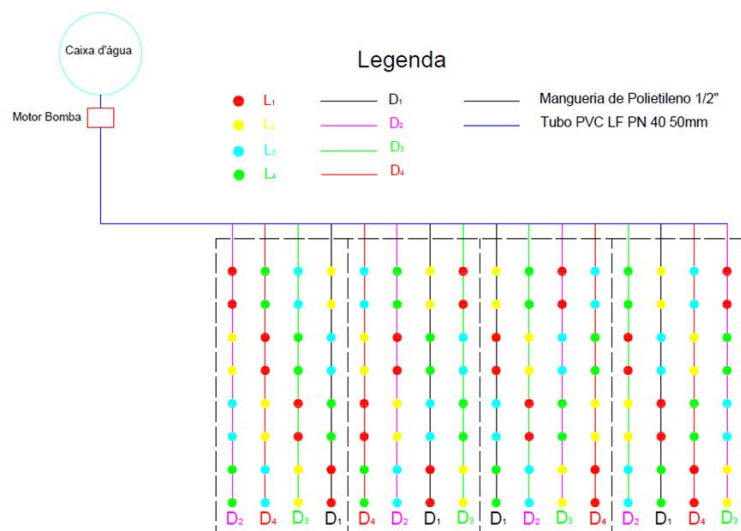 Caixa d'água
Legenda
Motor Bomba
L₁ D₁ Mangueria de Polietileno 1/2"
L₂ D₂ Tubo PVC LF PN 40 50mm
L₃ D₃
L₄ D₄
D₂ D₄ D₃ D₁ D₄ D₂ D₁ D₃ D₁ D₂ D₃ D₄ D₂ D₁ D₄ D₃